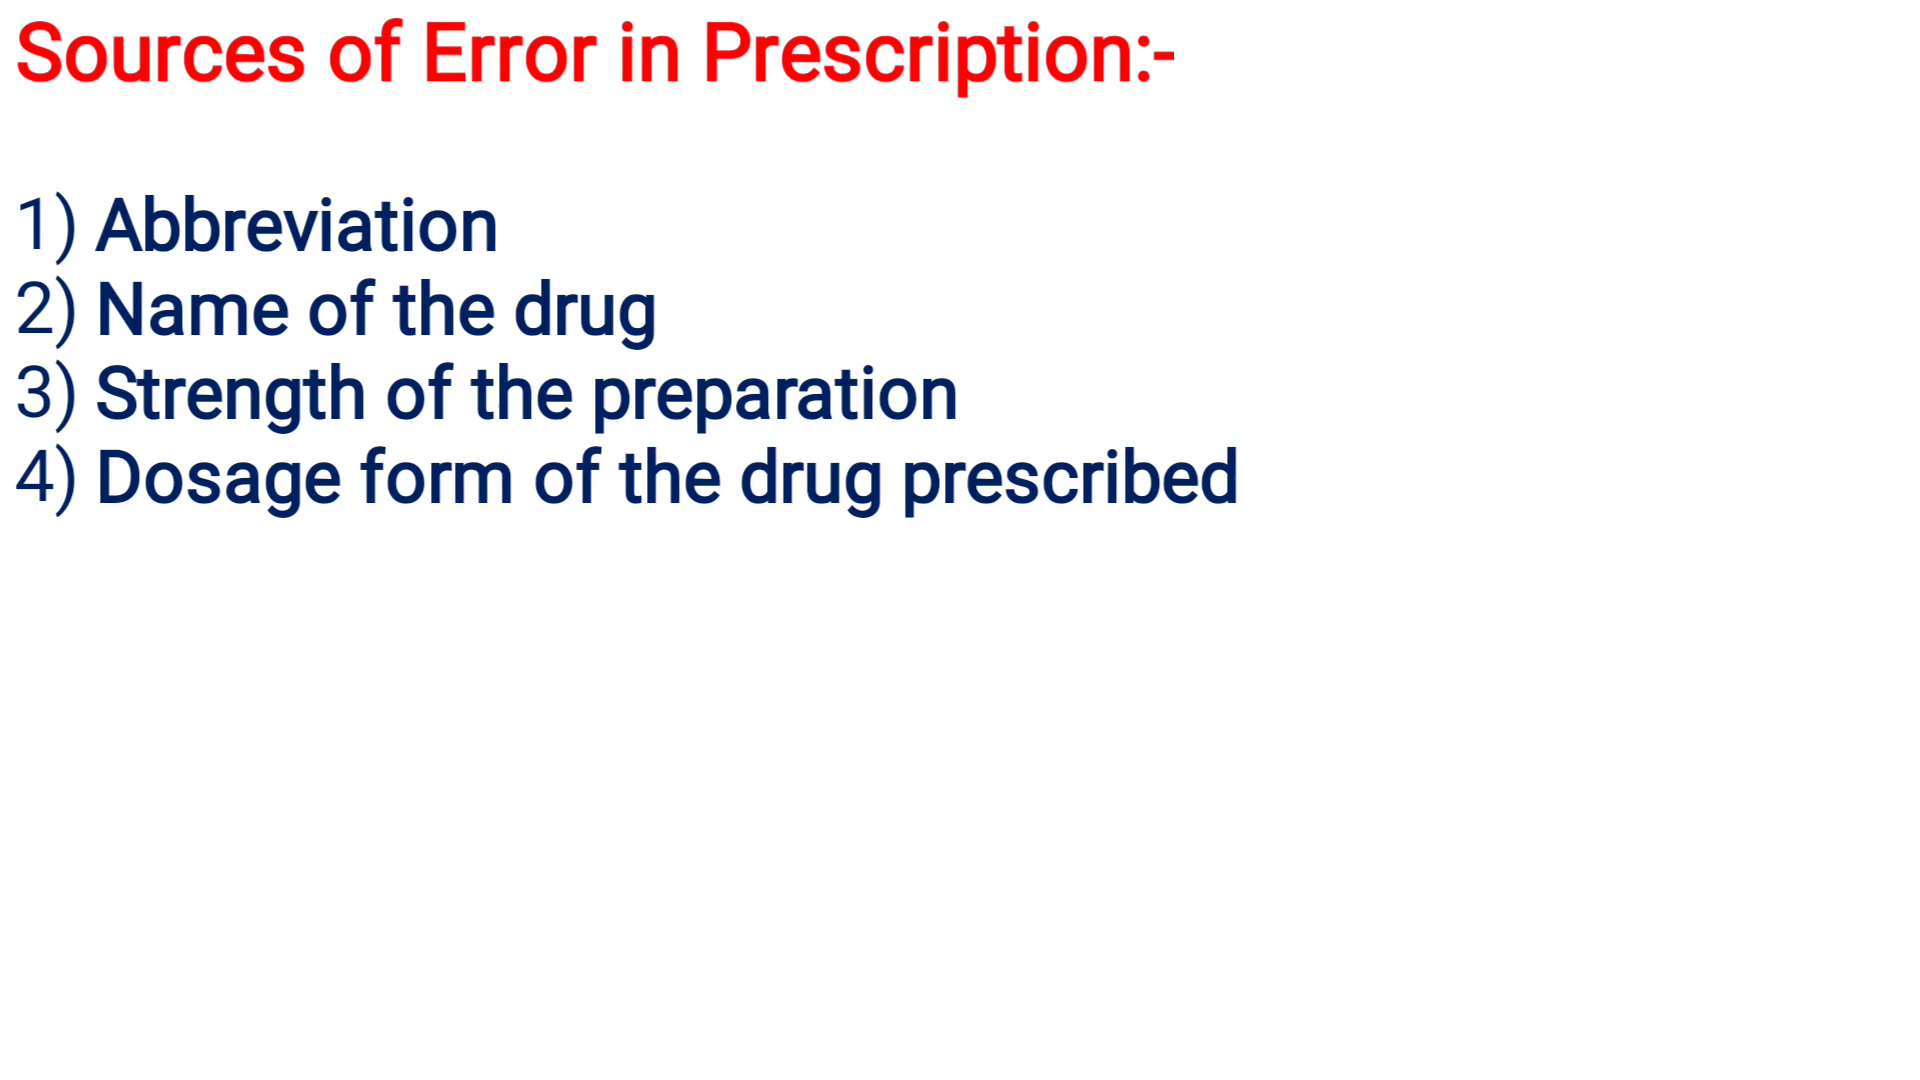 Sources of Error in Prescription:-
1) Abbreviation
2) Name of the drug
3) Strength of the preparation
4) Dosage form of the drug prescribed